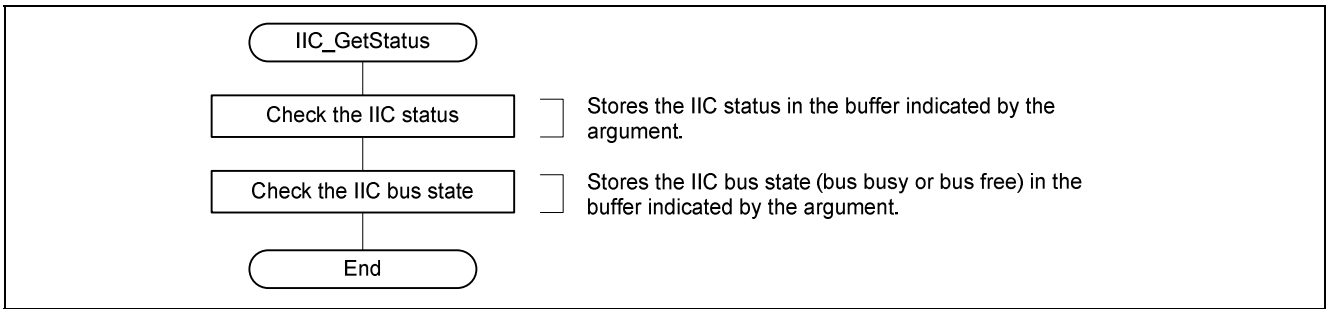 IIC_GetStatus
Check the IIC status
Stores the IIC status in the buffer indicated by the
argument.
Check the IIC bus state
Stores the IIC bus state (bus busy or bus free) in the
buffer indicated by the argument.
End